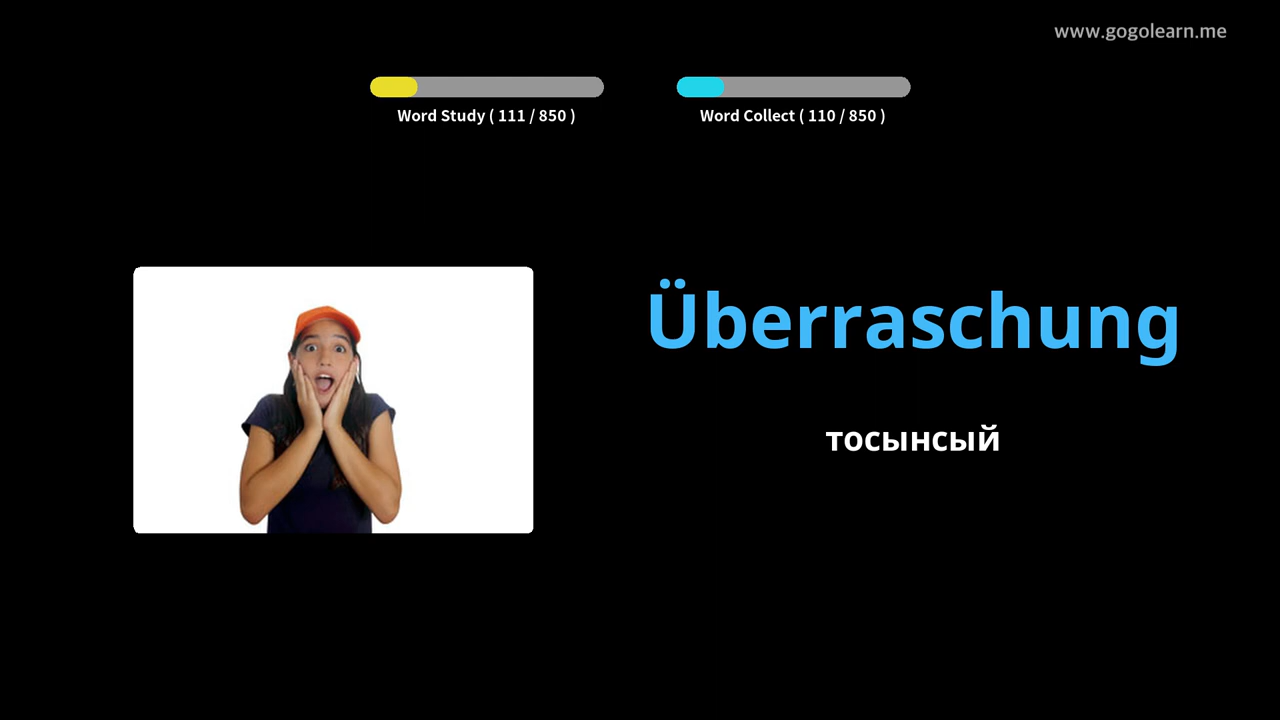 www.gogolearn.me
Word Study ( 111 / 850 )
Word Collect ( 110 / 850 )
Überraschung
тосынсый